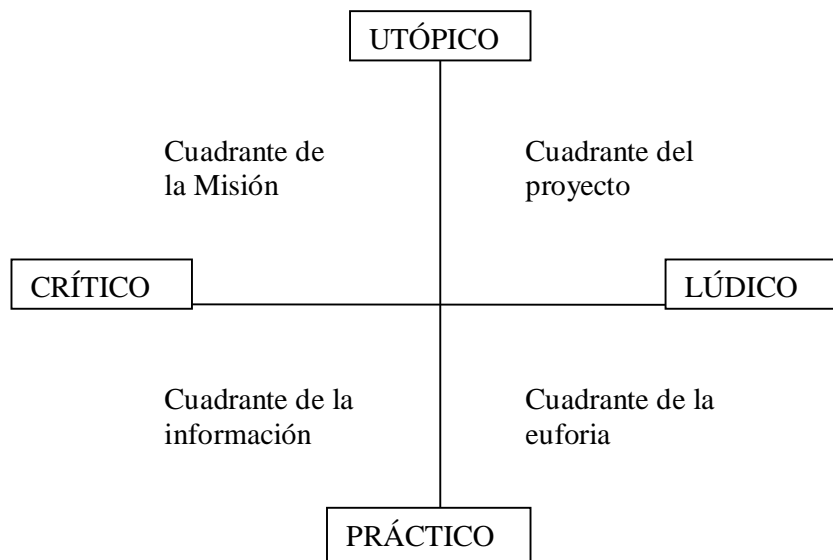 UTÓPICO
Cuadrante de
la Misión
Cuadrante del
proyecto
CRÍTICO
LÚDICO
Cuadrante de la
información
Cuadrante de la
euforia
PRÁCTICO